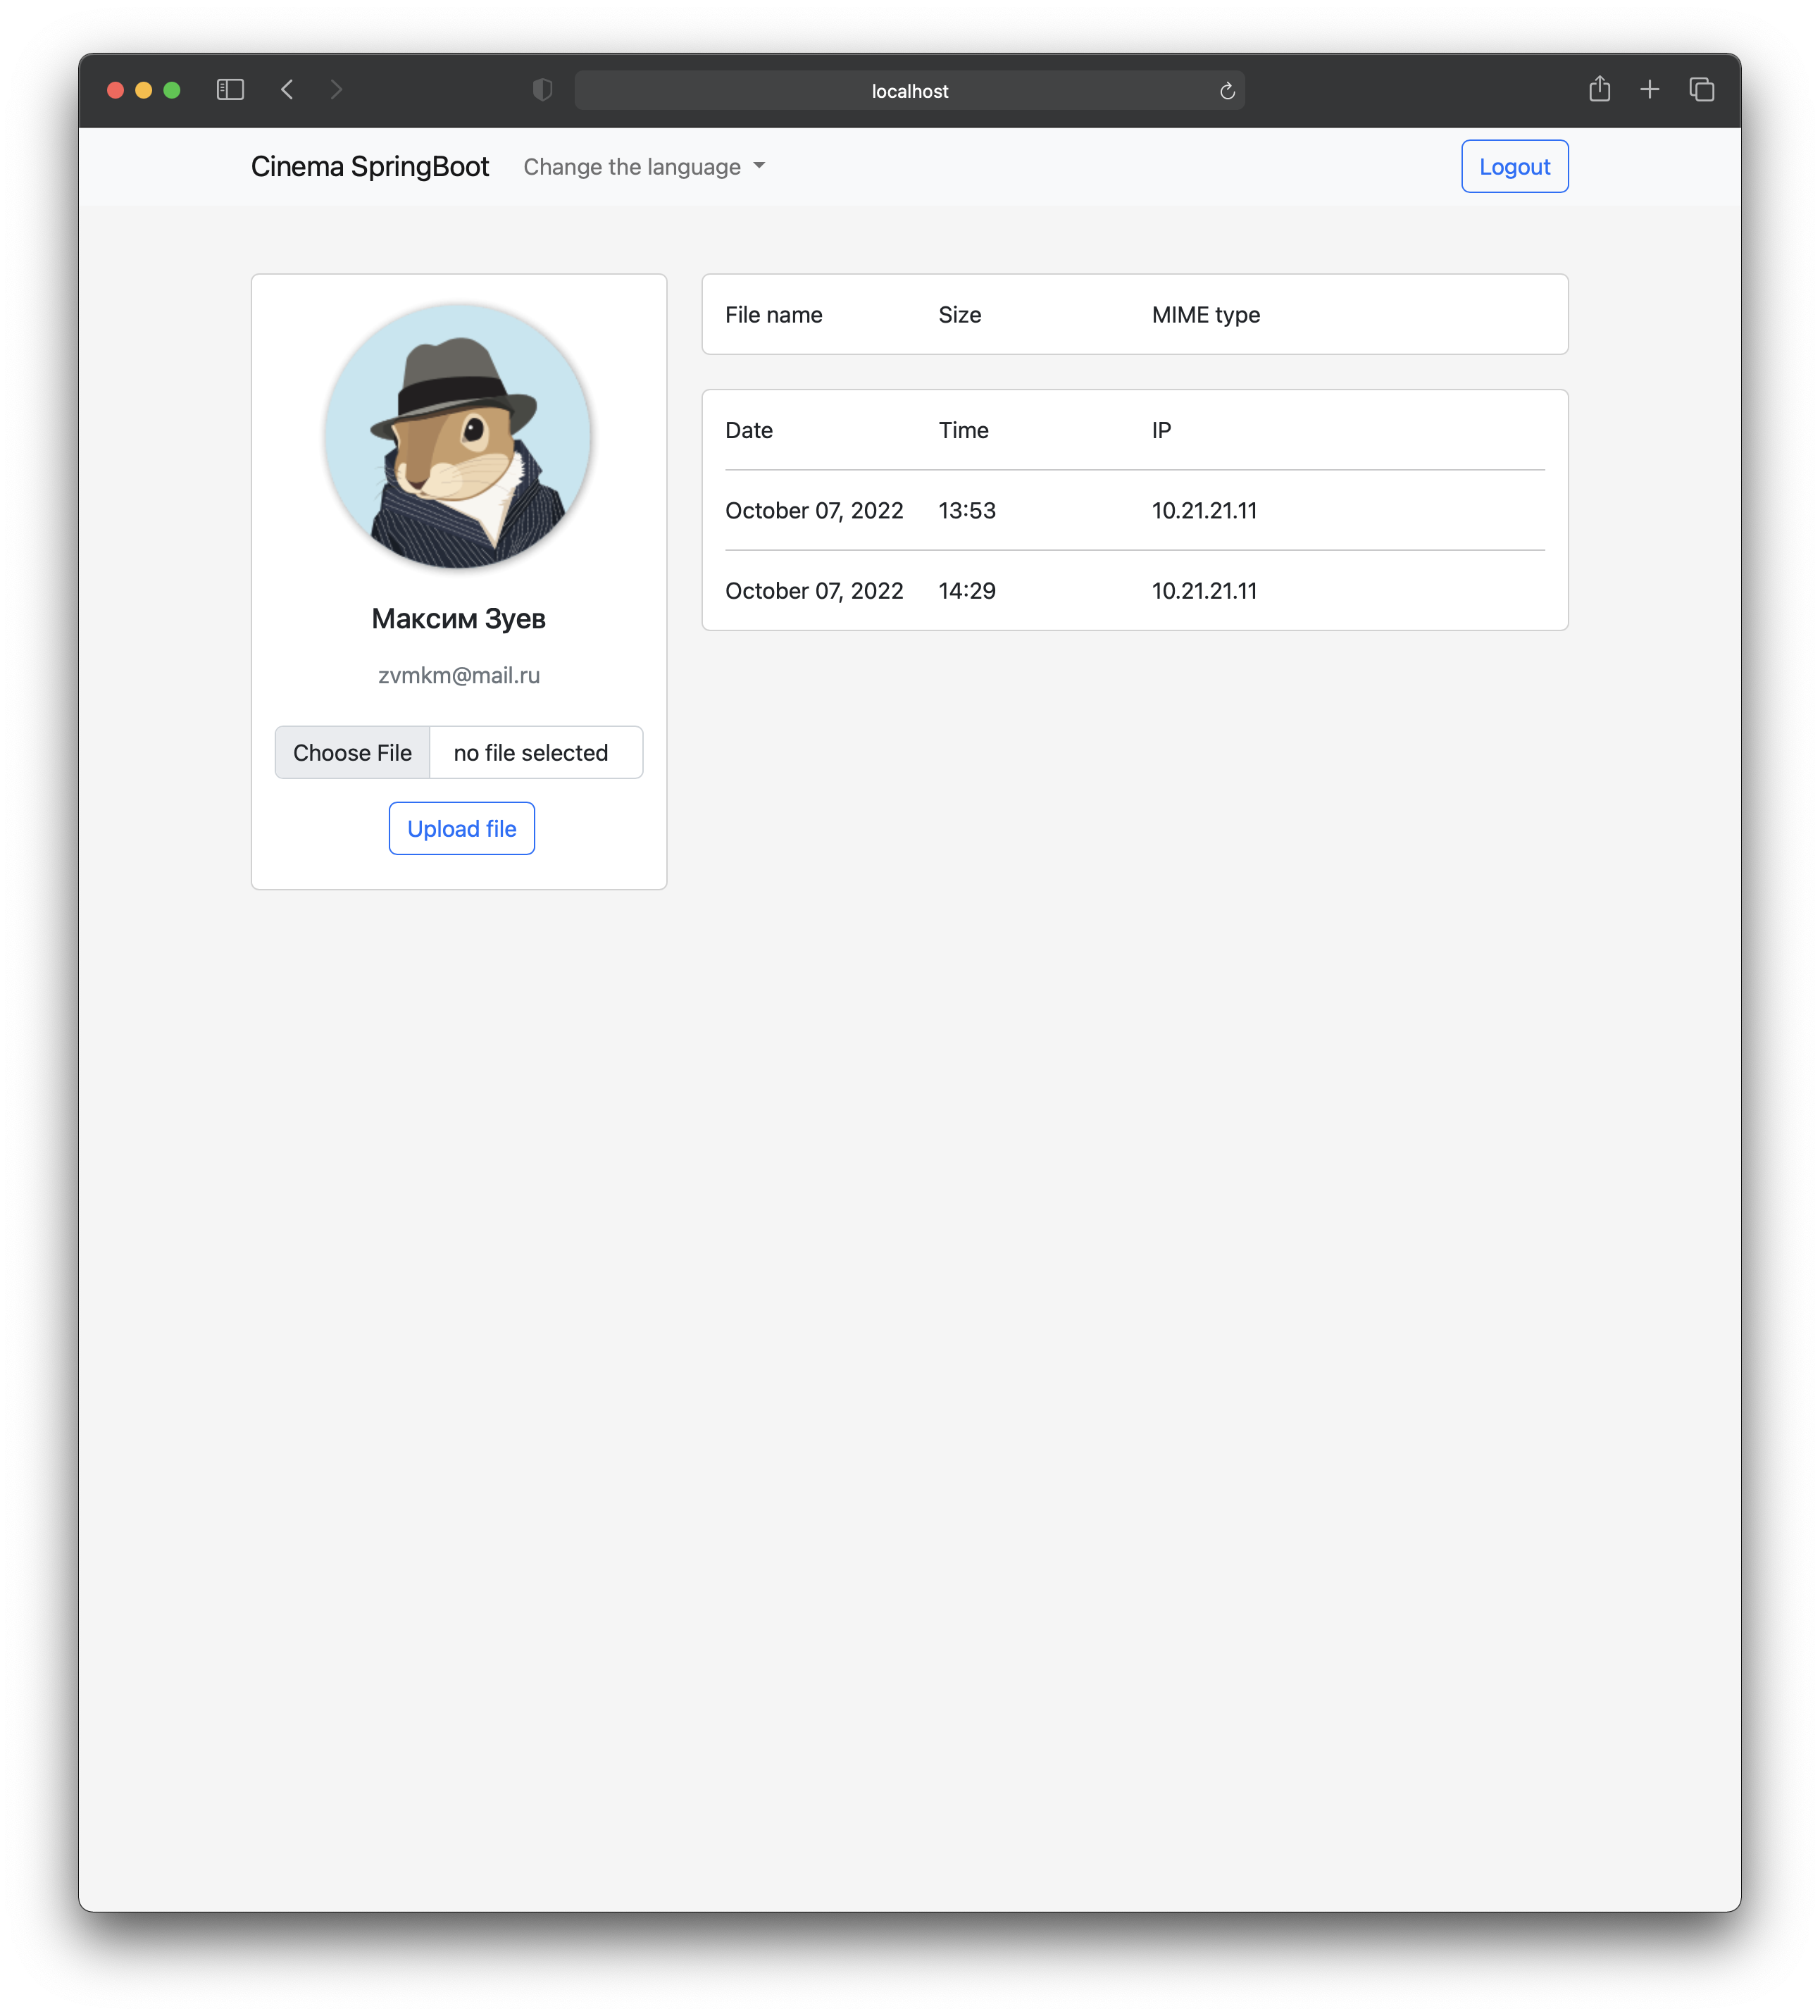 localhost
Cinema SpringBoot Change the language Logout
Максим Зуев
zvmkm@mail.ru
Choose File no file selected
Upload file
File name Size MIME type
Date Time IP
October 07, 2022 13:53 10.21.21.11
October 07, 2022 14:29 10.21.21.11